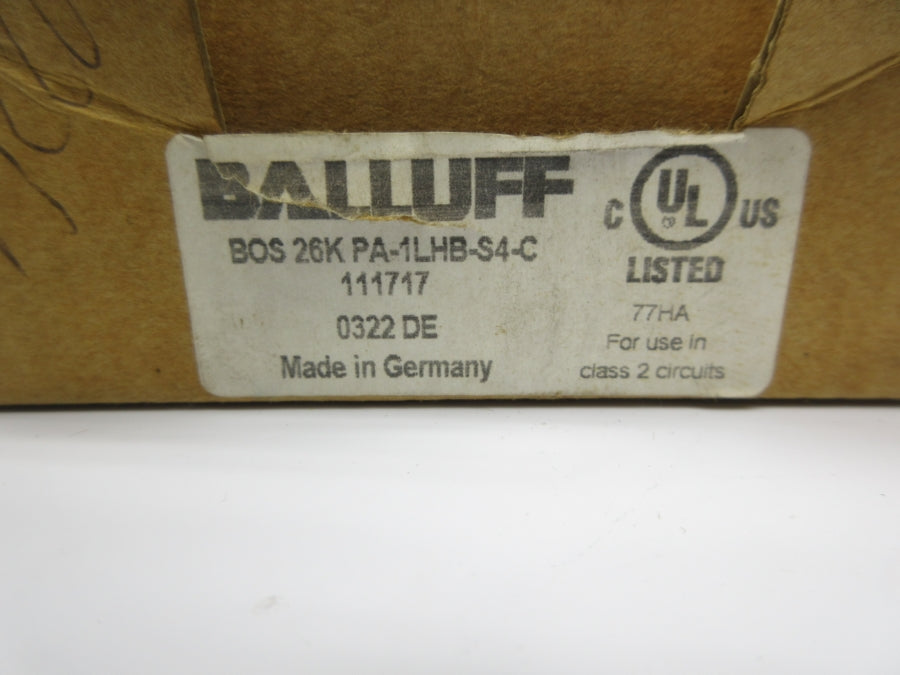 BALLUFF
BOS 26K PA-1LHB-S4-C
111717
0322 DE
Made in Germany
C UL US
LISTED
77HA
For use in
class 2 circuits